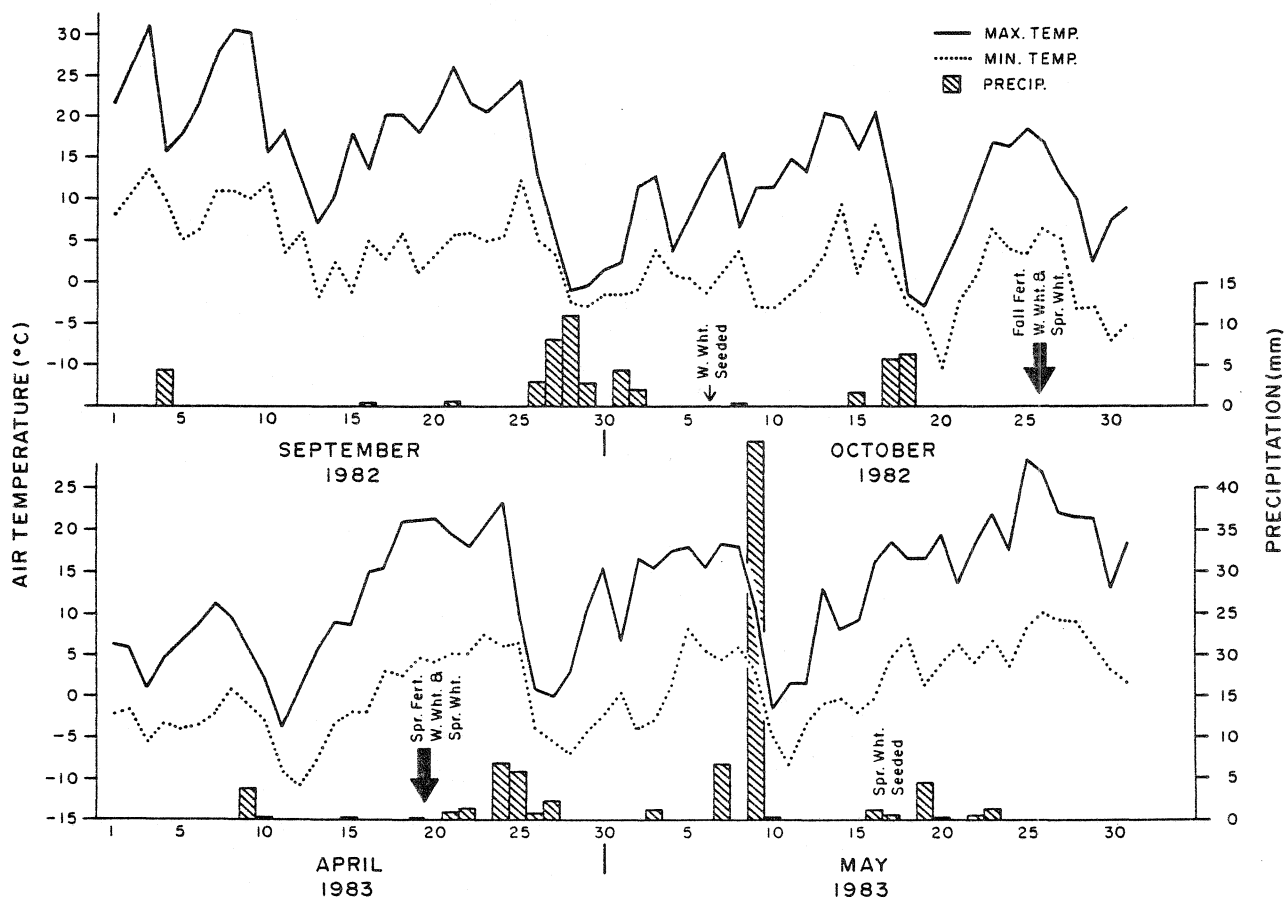 MAX. TEMP.
MIN. TEMP.
PRECIP.
AIR TEMPERATURE (°C)
30
25
20
15
10
5
0
-5
-10
W. Wht.
Seeded
Fall Fert.
W. Wht. &
Spr. Wht.
15
10
5
0
PRECIPITATION (mm)
1 5 10 15 20 25 30 5 10 15 20 25 30
SEPTEMBER
1982
OCTOBER
1982
25
20
15
10
5
0
-5
-10
-15
Spr. Fert.
W. Wht. &
Spr. Wht.
Spr. Wht.
Seeded
40
35
30
25
20
30
15
10
5
0
1 5 10 15 20 25 30 5 10 15 20 25 30
APRIL
1983
MAY
1983